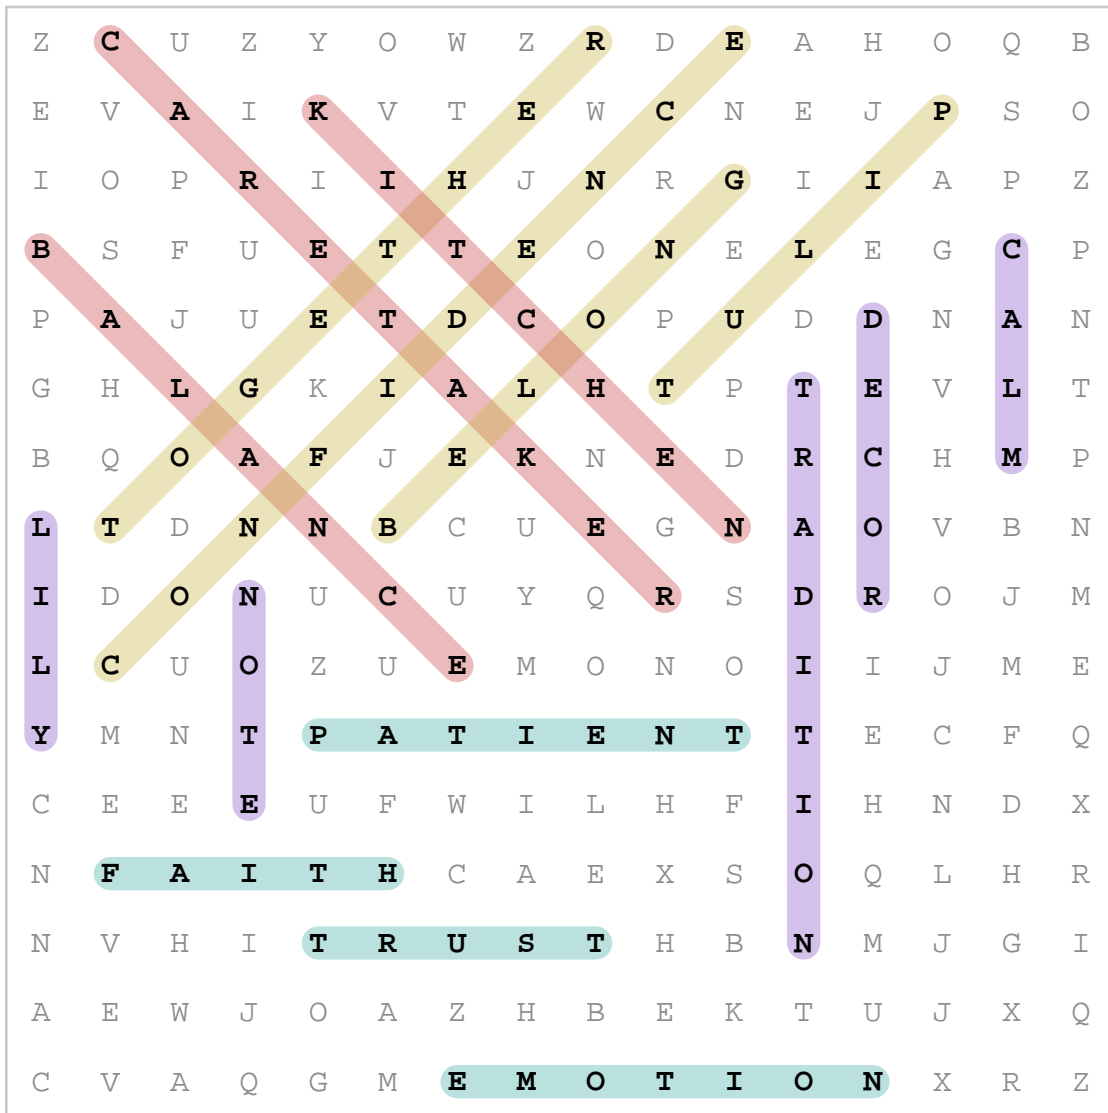 Z C U Z Y O W Z R D E A H O Q B
E V A I K V T E W C N E J P S O
I O P R I I H J N R G I I A P Z
B S F U E T T E O N E L E G C P
P A J U E T D C O P U D D N A N
G H L G K I A L H T P T E V L T
B Q O A F J E K N E D R C H M P
L T D N N B C U E G N A O V B N
I D O N U C U Y Q R S D R O J M
L C U O Z U E M O N O I I J M E
Y M N T P A T I E N T T E C F Q
C E E E U F W I L H F I H N D X
N F A I T H C A E X S O Q L H R
N V H I T R U S T H B N M J G I
A E W J O A Z H B E K T U J X Q
C V A Q G M E M O T I O N X R Z